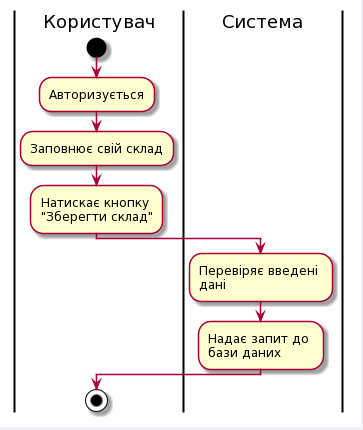 Користувач
Система
Авторизується
Заповнює свій склад
Натискає кнопку
"Зберегти склад"
Перевіряє введені
дані
Надає запит до
бази даних